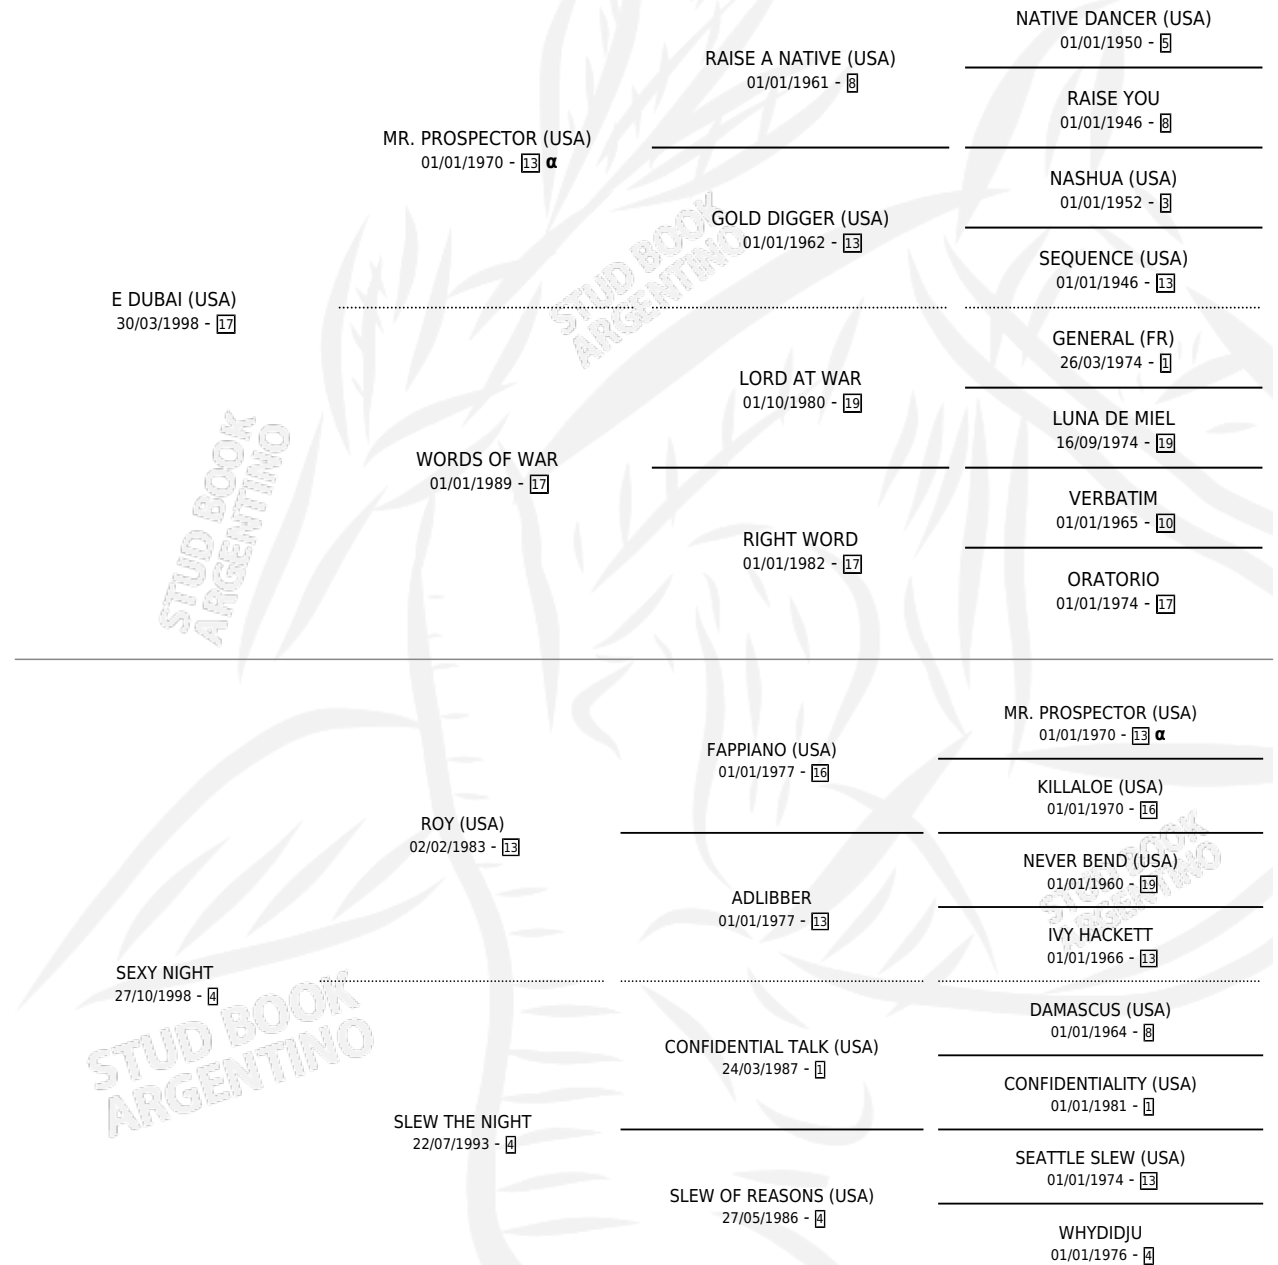 NATIVE DANCER (USA)
01/01/1950 - 5
RAISE A NATIVE (USA)
01/01/1961 - 8
RAISE YOU
01/01/1946 - 8
MR. PROSPECTOR (USA)
01/01/1970 - 13 α
NASHUA (USA)
01/01/1952 - 3
GOLD DIGGER (USA)
01/01/1962 - 13
SEQUENCE (USA)
01/01/1946 - 13
E DUBAI (USA)
30/03/1998 - 17
GENERAL (FR)
26/03/1974 - 1
LORD AT WAR
01/10/1980 - 19
LUNA DE MIEL
16/09/1974 - 19
WORDS OF WAR
01/01/1989 - 17
VERBATIM
01/01/1965 - 10
RIGHT WORD
01/01/1982 - 17
ORATORIO
01/01/1974 - 17
MR. PROSPECTOR (USA)
01/01/1970 - 13 α
FAPPIANO (USA)
01/01/1977 - 16
KILLALOE (USA)
01/01/1970 - 16
ROY (USA)
02/02/1983 - 13
NEVER BEND (USA)
01/01/1960 - 19
ADLIBBER
01/01/1977 - 13
IVY HACKETT
01/01/1966 - 13
SEXY NIGHT
27/10/1998 - 4
DAMASCUS (USA)
01/01/1964 - 8
CONFIDENTIAL TALK (USA)
24/03/1987 - 1
CONFIDENTIALITY (USA)
01/01/1981 - 1
SLEW THE NIGHT
22/07/1993 - 4
SEATTLE SLEW (USA)
01/01/1974 - 13
SLEW OF REASONS (USA)
27/05/1986 - 4
WHYDIDJU
01/01/1976 - 4
STUD BOOK
ARGENTINO
STUD BOOK
ARGENTINO
STUD BOOK
ARGENTINO
STUD BOOK
ARGENTINO